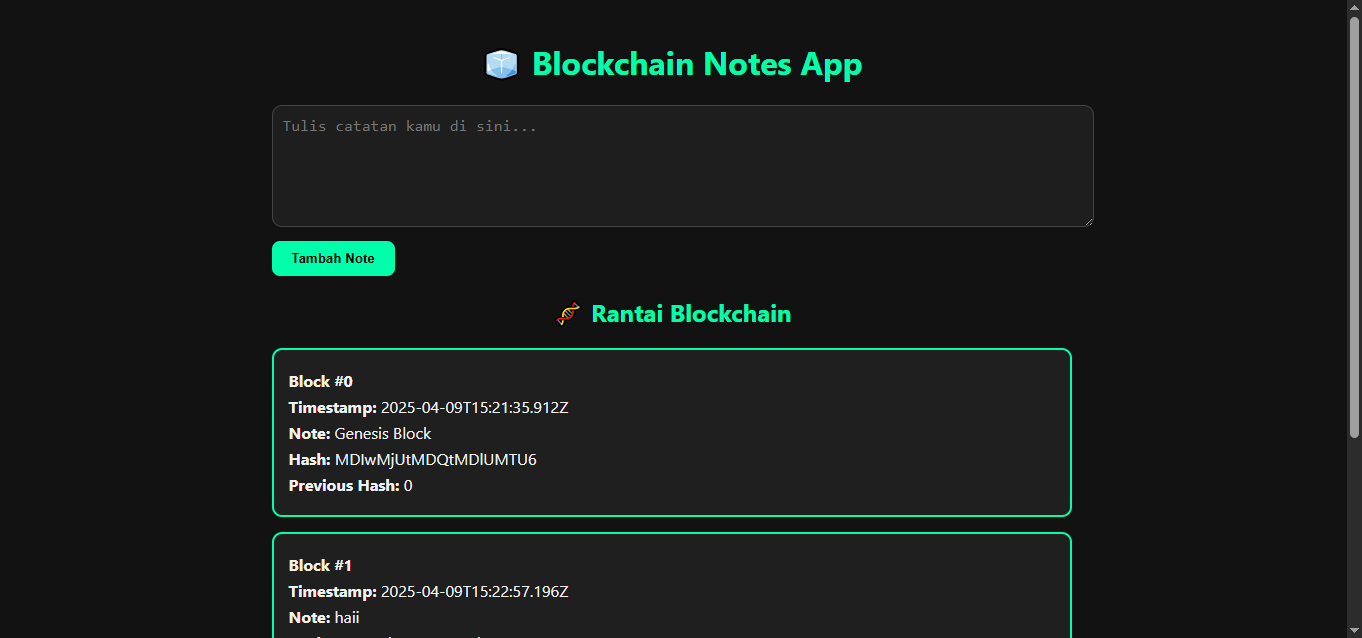 Blockchain Notes App
Tulis catatan kamu di sini...
Tambah Note
Rantai Blockchain
Block #0
Timestamp: 2025-04-09T15:21:35.912Z
Note: Genesis Block
Hash: MDIwMjUtMDQtMDlUMTU6
Previous Hash: 0
Block #1
Timestamp: 2025-04-09T15:22:57.196Z
Note: haii